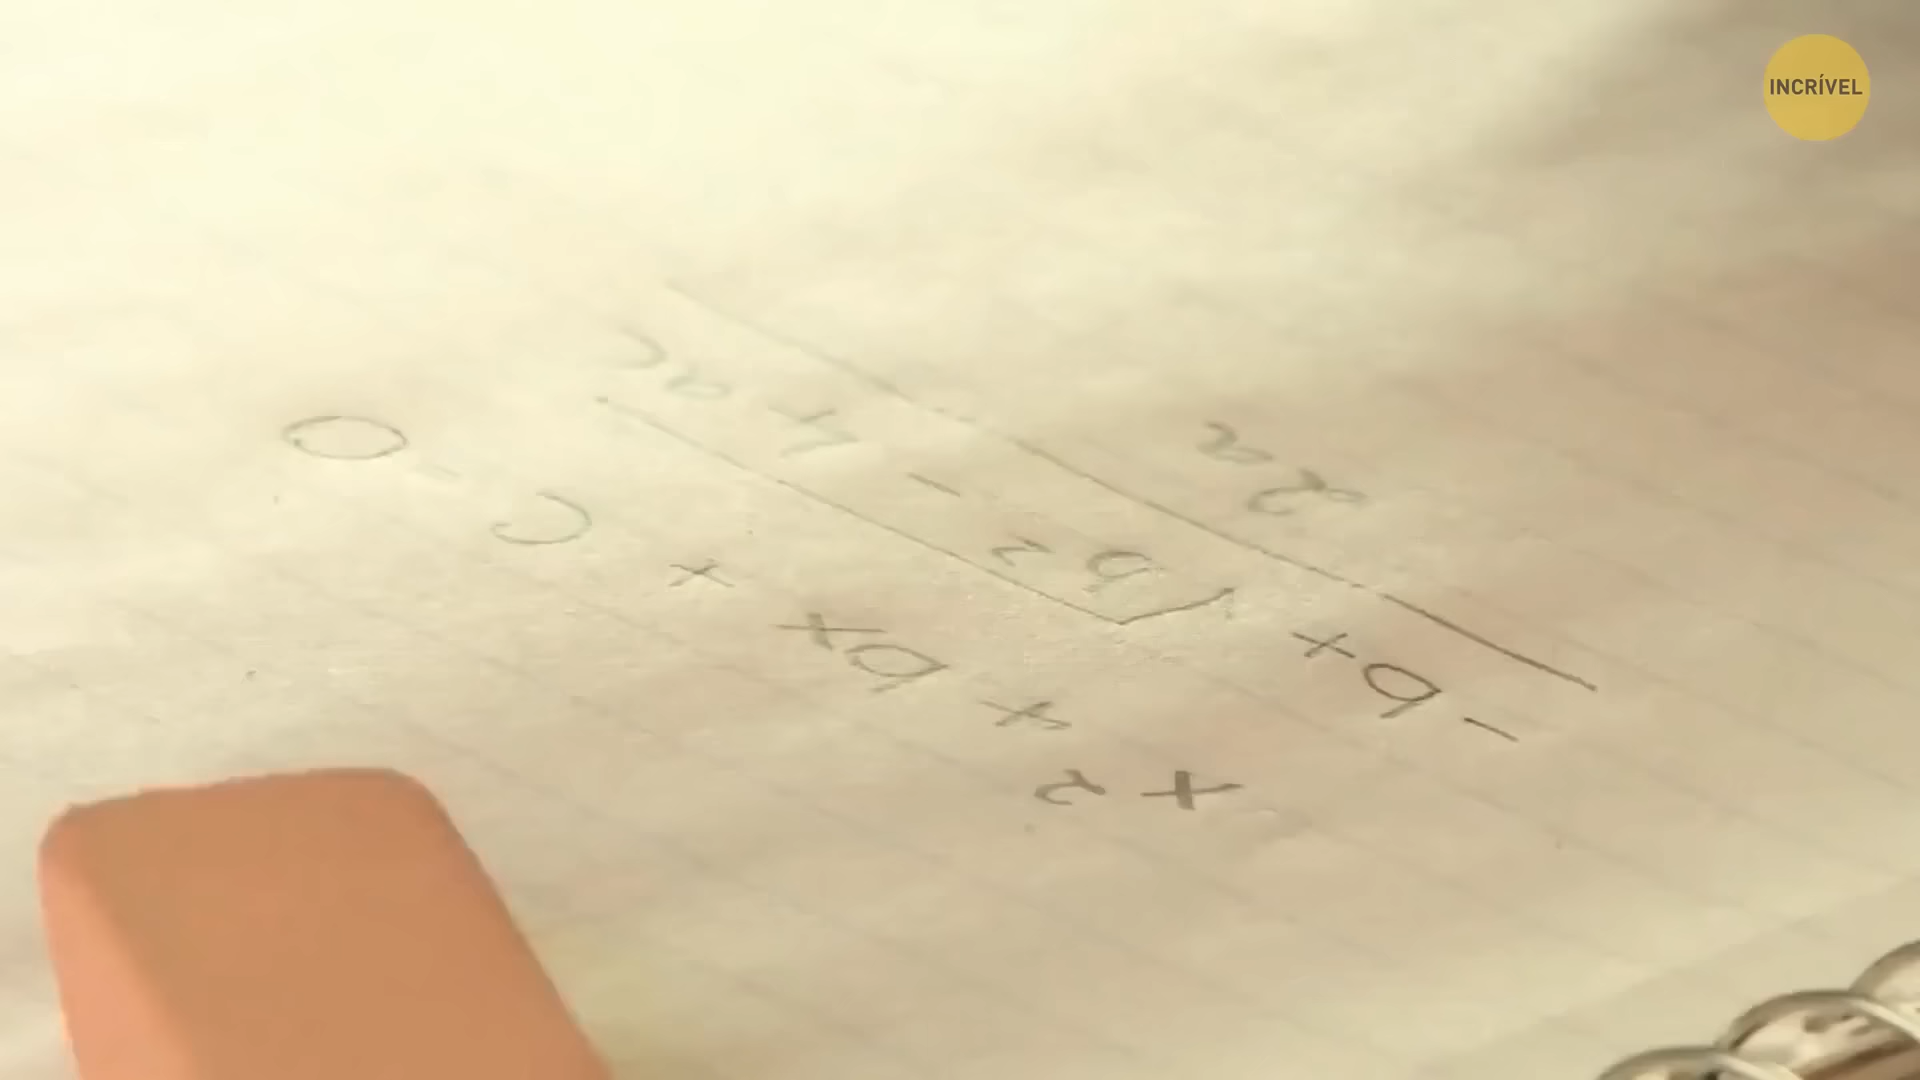 INCRÍVEL
x2 + bx + c = 0
-b + √b2 - 4ac
2a